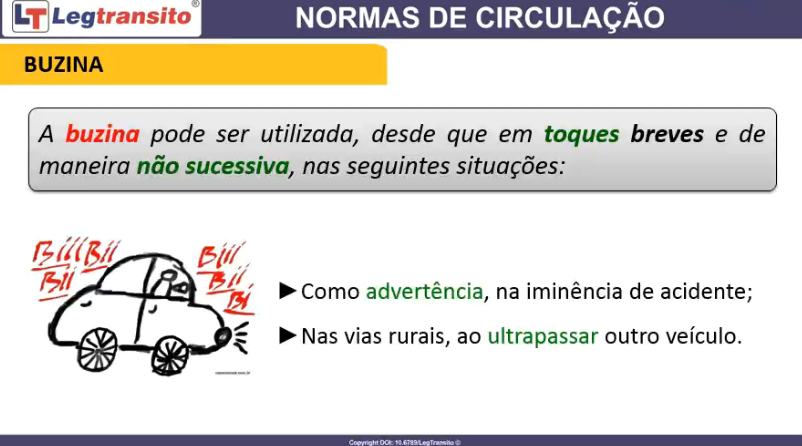 LT Legtransito®
NORMAS DE CIRCULAÇÃO
BUZINA
A buzina pode ser utilizada, desde que em toques breves e de
maneira não sucessiva, nas seguintes situações:
Biii Bii
Bii
Biii
Bii
Bi
►Como advertência, na iminência de acidente;
►Nas vias rurais, ao ultrapassar outro veículo.
Copyright DOI: 10.6789/LegTransito ©